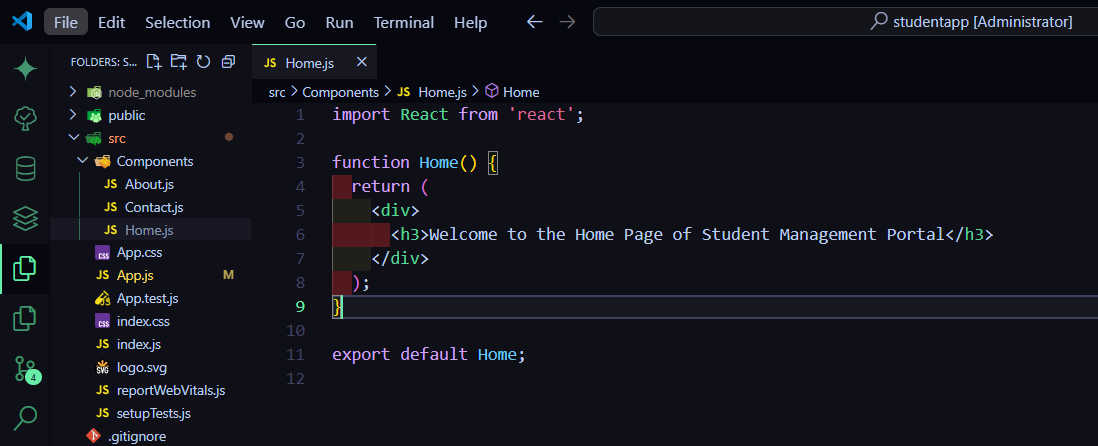 File Edit Selection View Go Run Terminal Help studentapp [Administrator]
FOLDERS: S...
node_modules
public
src
Components
About.js
Contact.js
Home.js
App.css
App.js M
App.test.js
index.css
index.js
logo.svg
reportWebVitals.js
setupTests.js
.gitignore
4
JS Home.js
src > Components > JS Home.js > Home
1 import React from 'react';
2
3 function Home() {
4 return (
5 <div>
6 <h3>Welcome to the Home Page of Student Management Portal</h3>
7 </div>
8 );
9 }
10
11 export default Home;
12